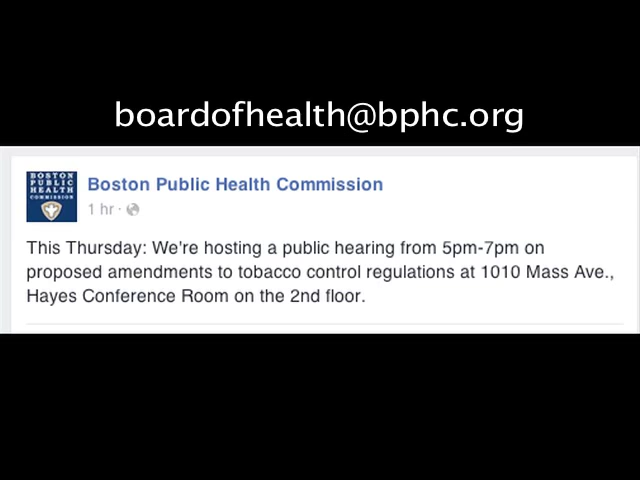 boardofhealth@bphc.org
BOSTON
PUBLIC
HEALTH
COMMISSION
Boston Public Health Commission
1 hr ·
This Thursday: We're hosting a public hearing from 5pm-7pm on
proposed amendments to tobacco control regulations at 1010 Mass Ave.,
Hayes Conference Room on the 2nd floor.